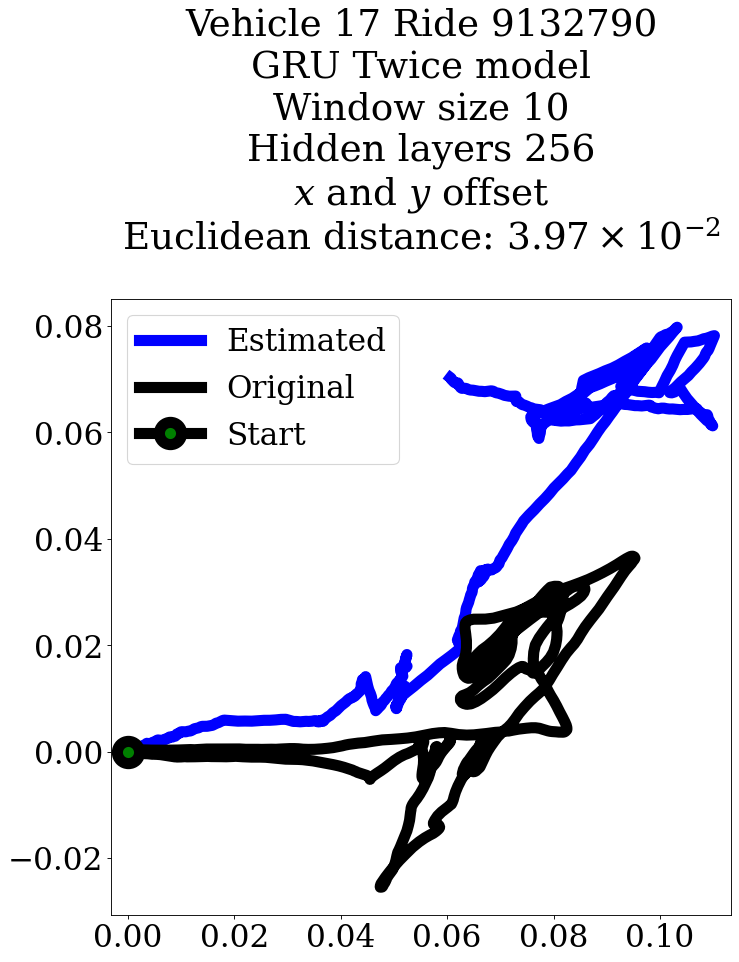 Vehicle 17 Ride 9132790
GRU Twice model
Window size 10
Hidden layers 256
x and y offset
Euclidean distance: 3.97 × 10⁻²
Estimated
Original
Start
0.08
0.06
0.04
0.02
0.00
−0.02
0.00 0.02 0.04 0.06 0.08 0.10